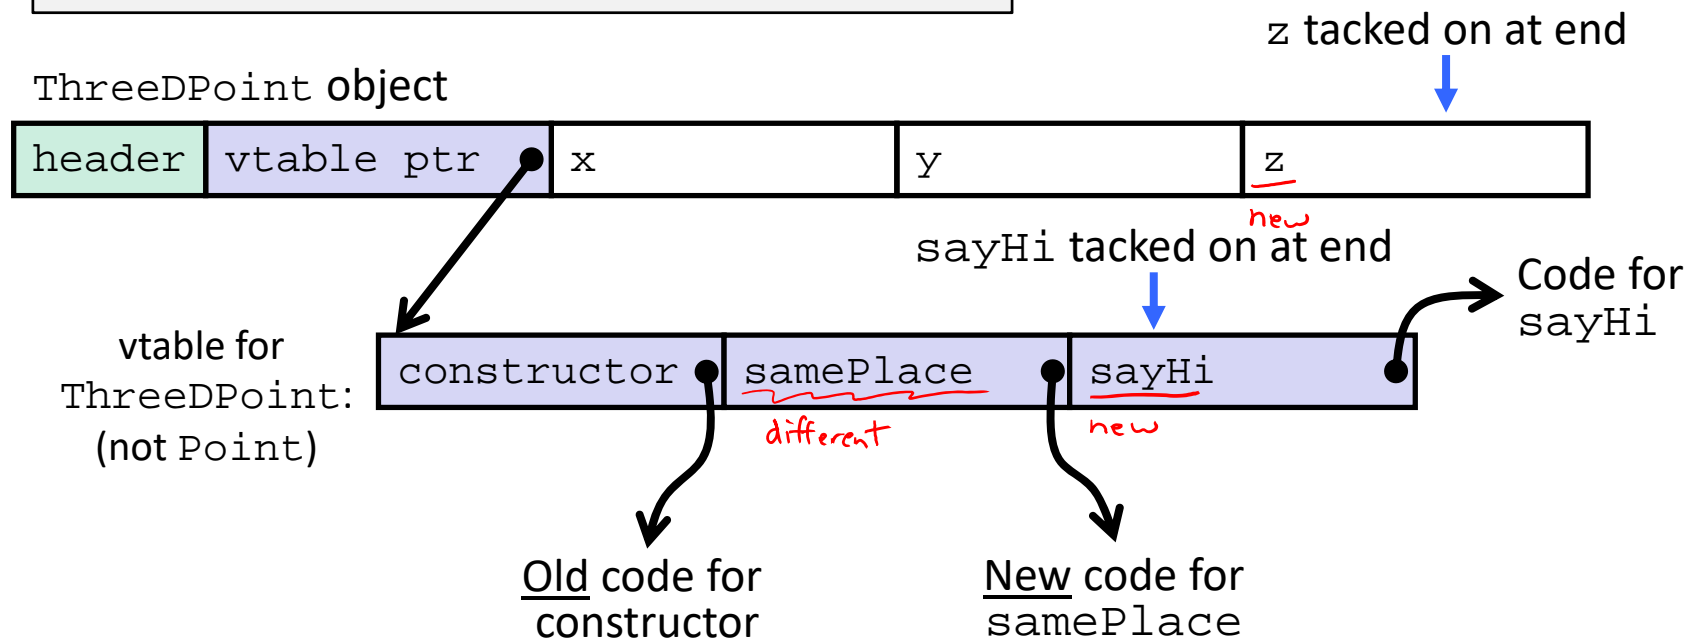 z tacked on at end
ThreeDPoint object
header vtable ptr x y z
new
sayHi tacked on at end
Code for
sayHi
vtable for
ThreeDPoint:
(not Point)
constructor samePlace sayHi
different new
Old code for
constructor
New code for
samePlace